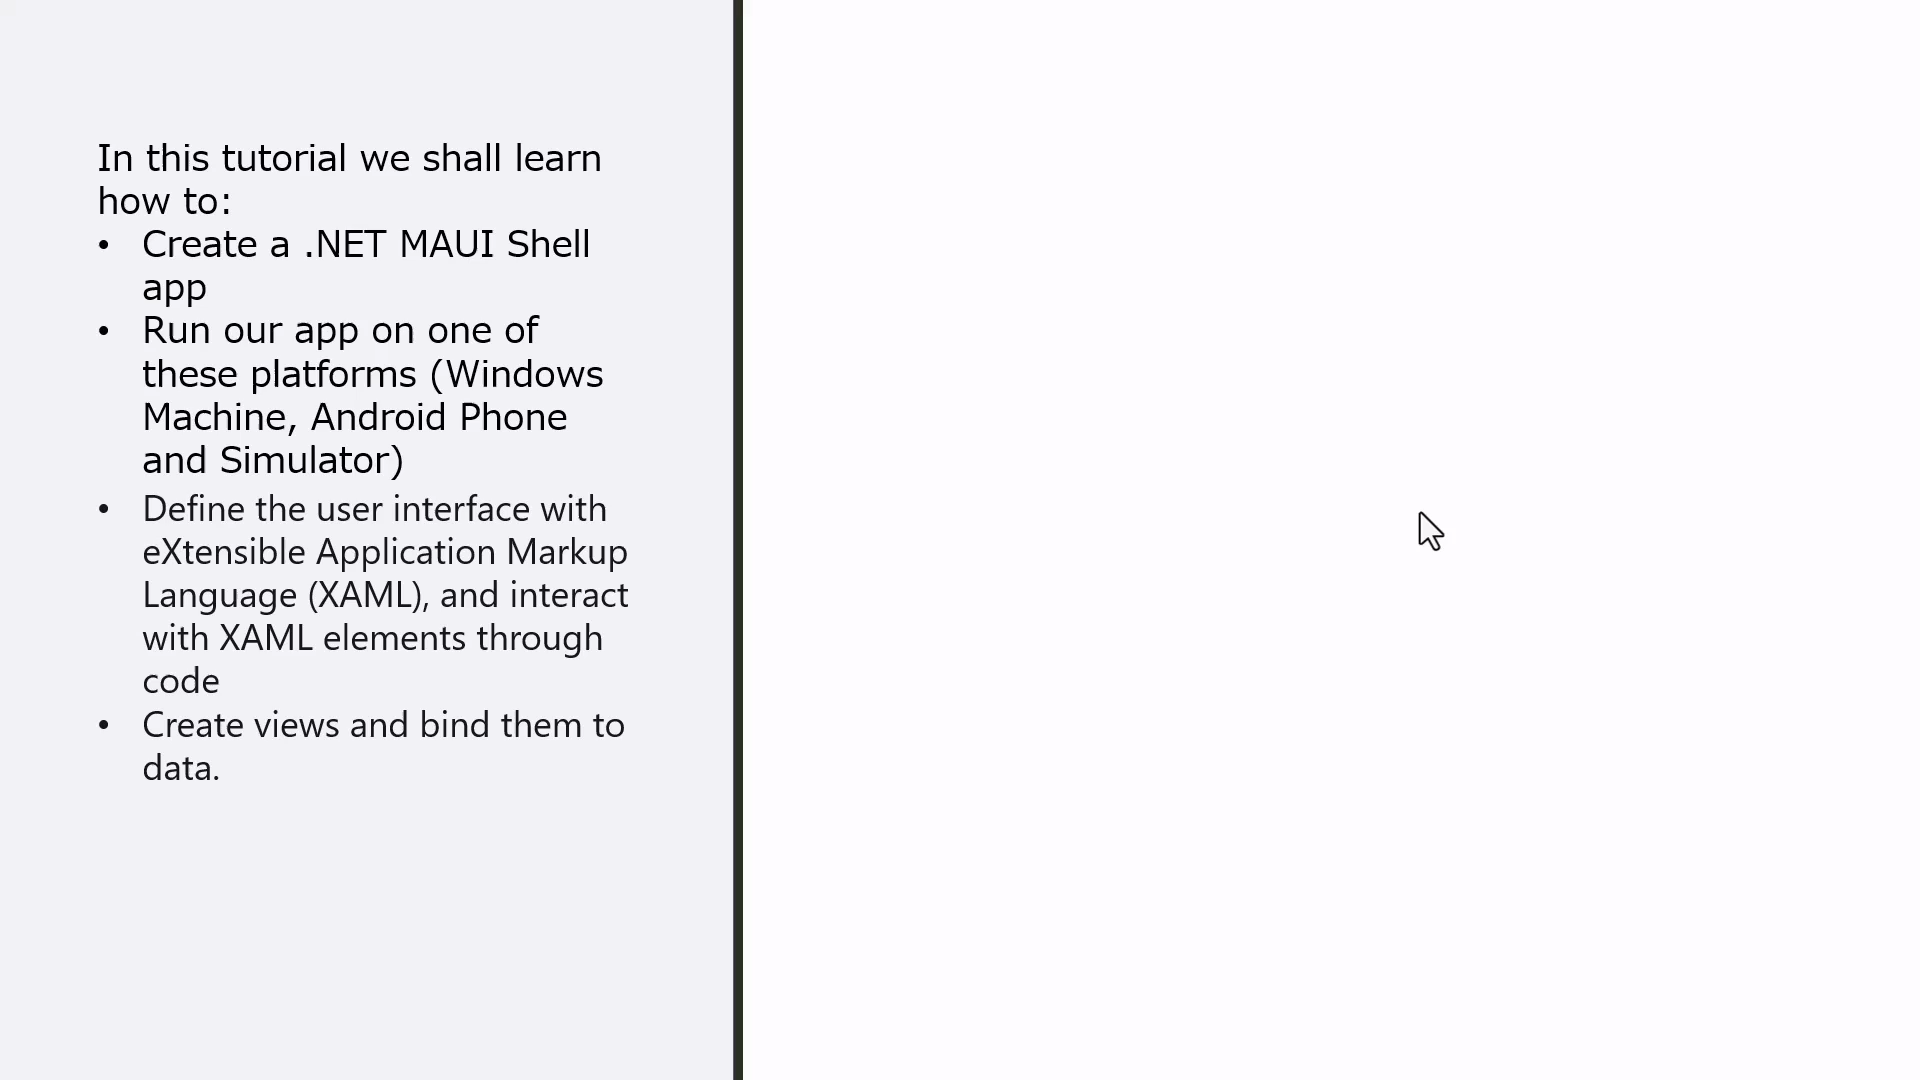 In this tutorial we shall learn
how to:
• Create a .NET MAUI Shell
app
• Run our app on one of
these platforms (Windows
Machine, Android Phone
and Simulator)
• Define the user interface with
eXtensible Application Markup
Language (XAML), and interact
with XAML elements through
code
• Create views and bind them to
data.